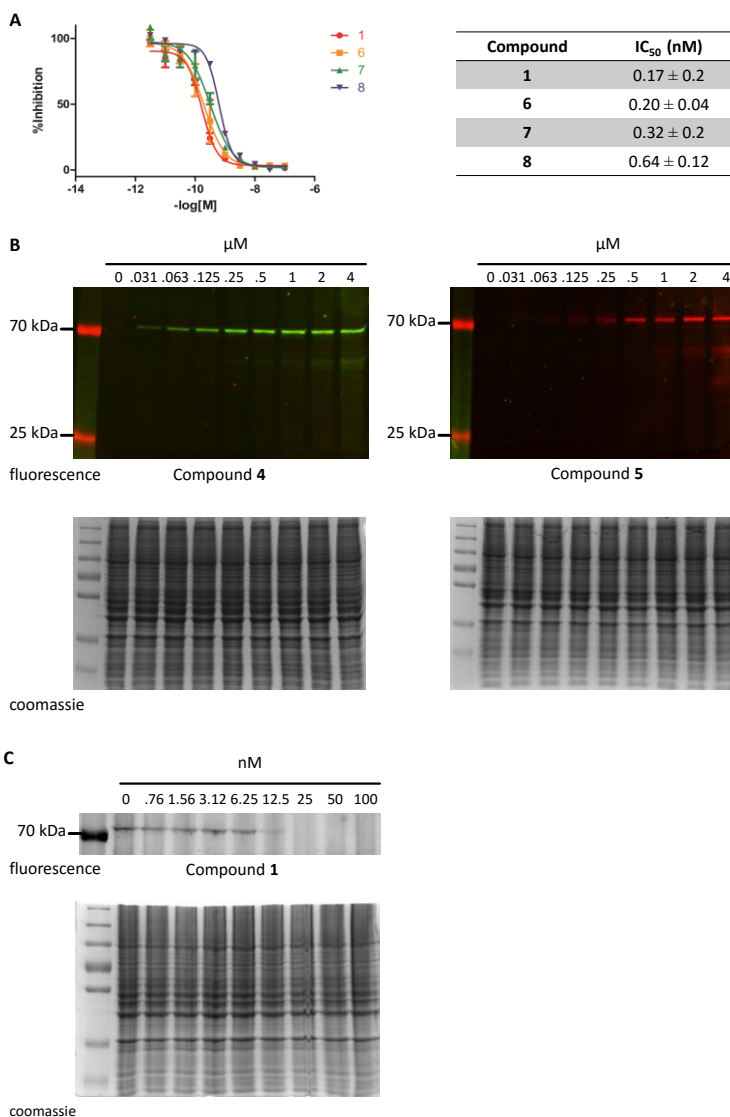 A
%Inhibition
100
50
0
-14 -12 -10 -8 -6
-log[M]
1
6
7
8
Compound IC₅₀ (nM)
1 0.17 ± 0.2
6 0.20 ± 0.04
7 0.32 ± 0.2
8 0.64 ± 0.12
B
µM
0 .031 .063 .125 .25 .5 1 2 4
70 kDa
25 kDa
fluorescence Compound 4
µM
0 .031 .063 .125 .25 .5 1 2 4
70 kDa
25 kDa
Compound 5
coomassie
C
nM
0 .76 1.56 3.12 6.25 12.5 25 50 100
70 kDa
fluorescence Compound 1
coomassie